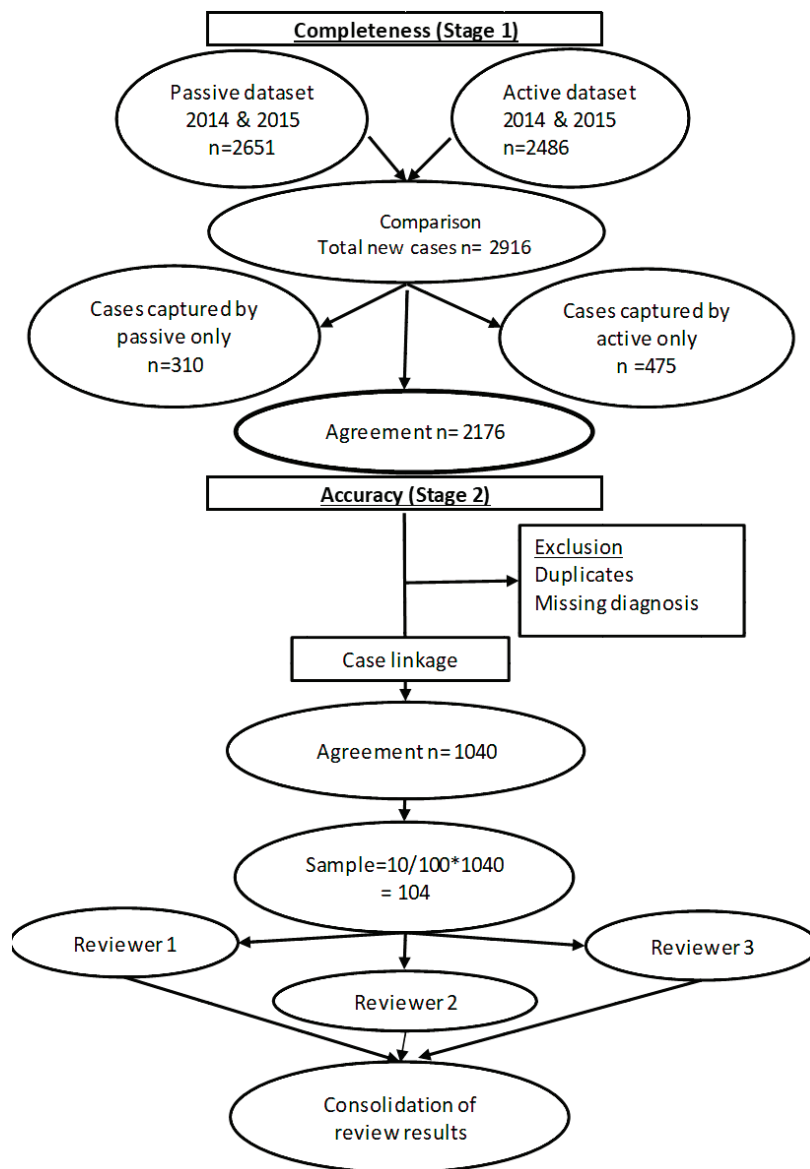 Completeness (Stage 1)
Passive dataset
2014 & 2015
n=2651
Active dataset
2014 & 2015
n=2486
Comparison
Total new cases n= 2916
Cases captured by
passive only
n=310
Cases captured by
active only
n =475
Agreement n= 2176
Accuracy (Stage 2)
Exclusion
Duplicates
Missing diagnosis
Case linkage
Agreement n=1040
Sample=10/100*1040
= 104
Reviewer 1
Reviewer 3
Reviewer 2
Consolidation of
review results